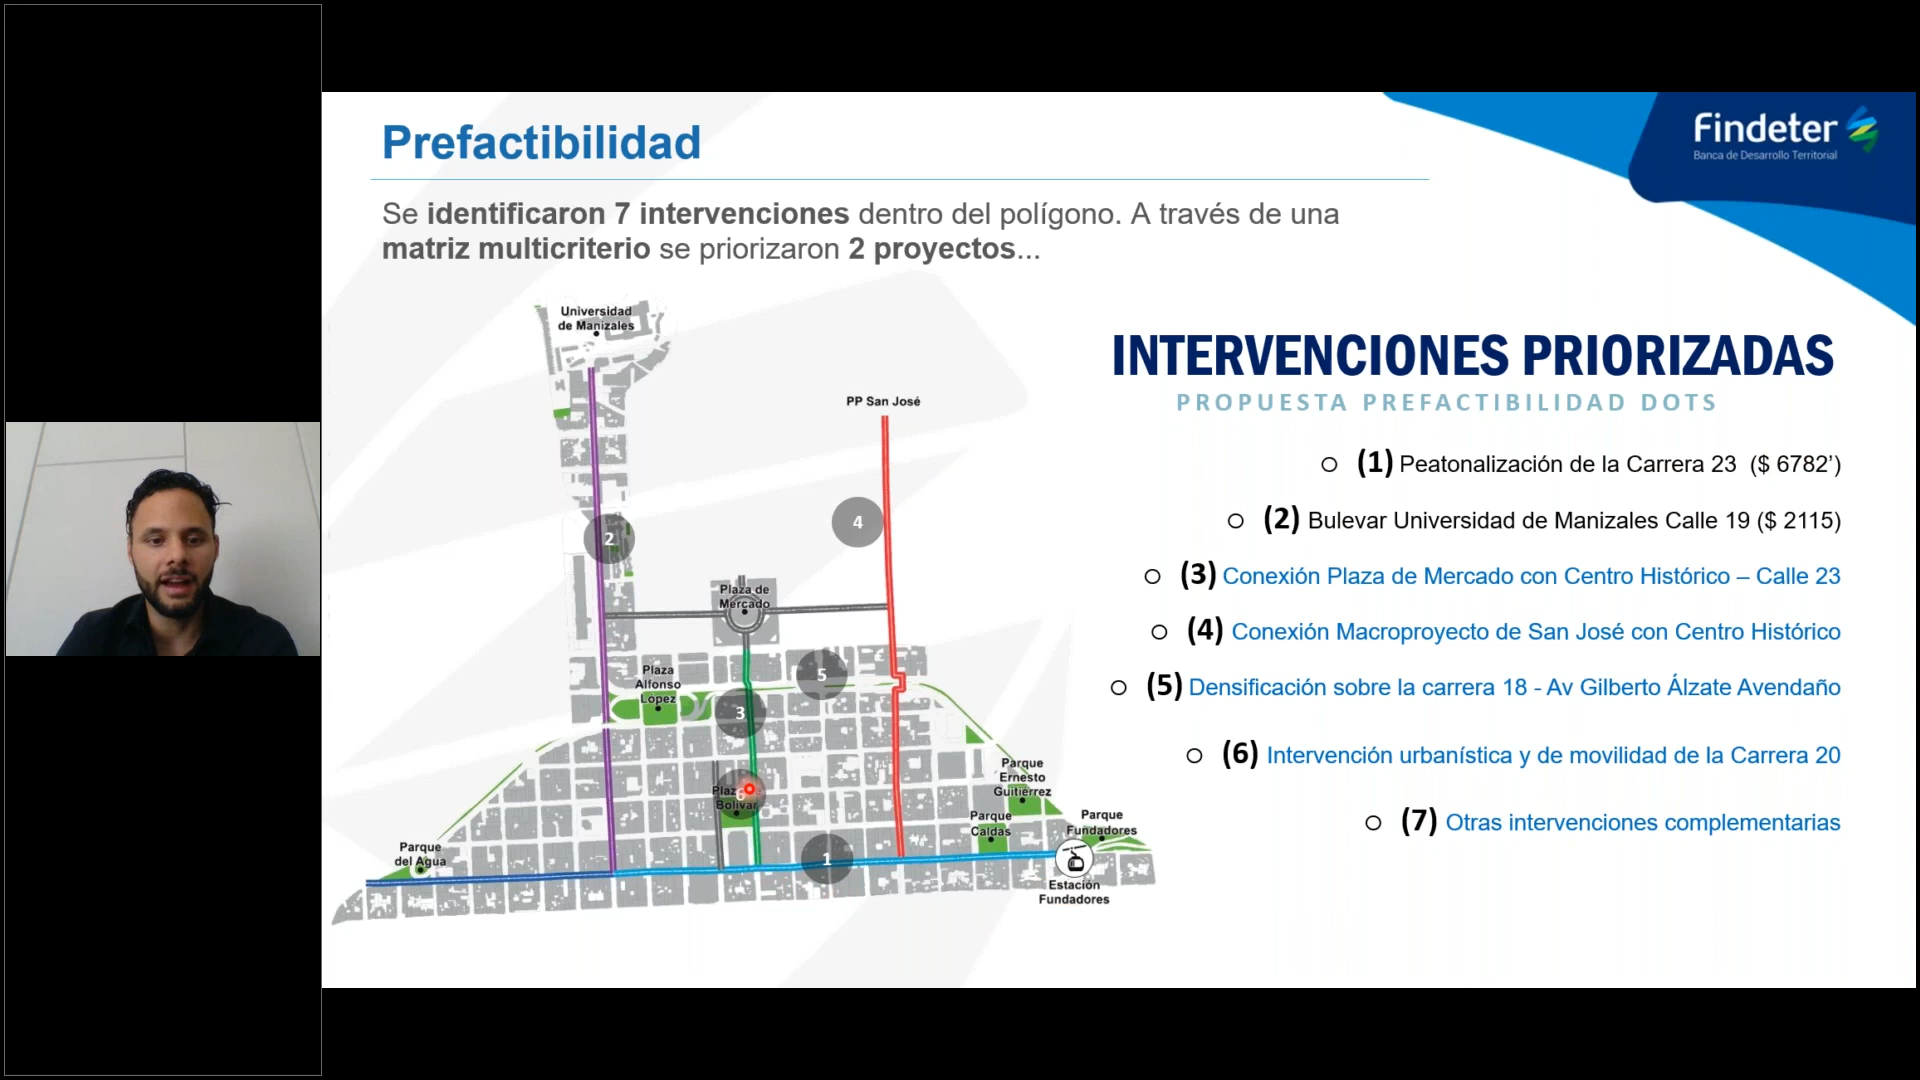 Prefactibilidad
Findeter
Banca de Desarrollo Territorial
Se identificaron 7 intervenciones dentro del polígono. A través de una
matriz multicriterio se priorizaron 2 proyectos...
INTERVENCIONES PRIORIZADAS
PROPUESTA PREFACTIBILIDAD DOTS
(1) Peatonalización de la Carrera 23 ($ 6782’)
(2) Bulevar Universidad de Manizales Calle 19 ($ 2115)
(3) Conexión Plaza de Mercado con Centro Histórico – Calle 23
(4) Conexión Macroproyecto de San José con Centro Histórico
(5) Densificación sobre la carrera 18 - Av Gilberto Álzate Avendaño
(6) Intervención urbanística y de movilidad de la Carrera 20
(7) Otras intervenciones complementarias
Universidad
de Manizales
PP San José
4
2
Plaza de
Mercado
5
Plaza
Alfonso
López
3
Parque
Ernesto
Guitiérrez
Plaza
Bolívar
6
Parque
Caldas
Parque
Fundadores
Parque
del Agua
1
Estación
Fundadores